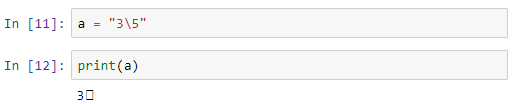 In [11]: a = "3\5"
In [12]: print(a)
3□